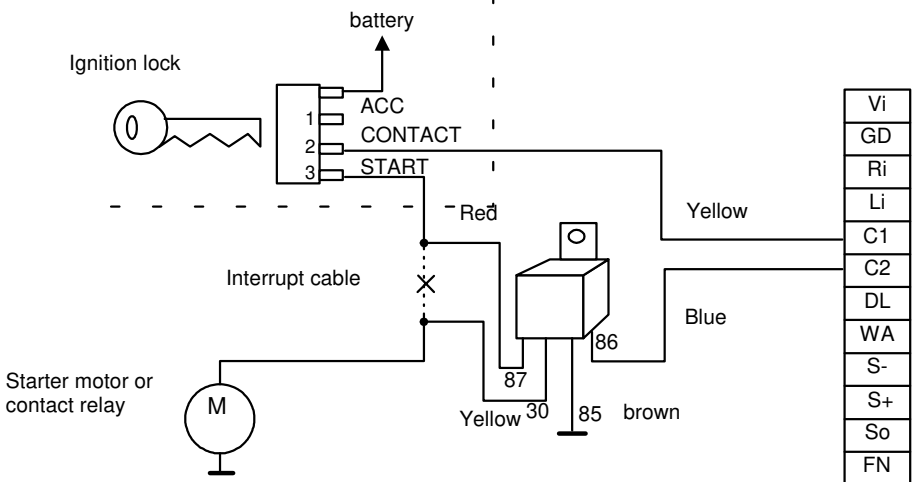 battery
Ignition lock
ACC
1
CONTACT
2
START
3
Red
Yellow
Interrupt cable
Blue
86
87
Starter motor or
contact relay
M
Yellow
30
85
brown
Vi
GD
Ri
Li
C1
C2
DL
WA
S-
S+
So
FN